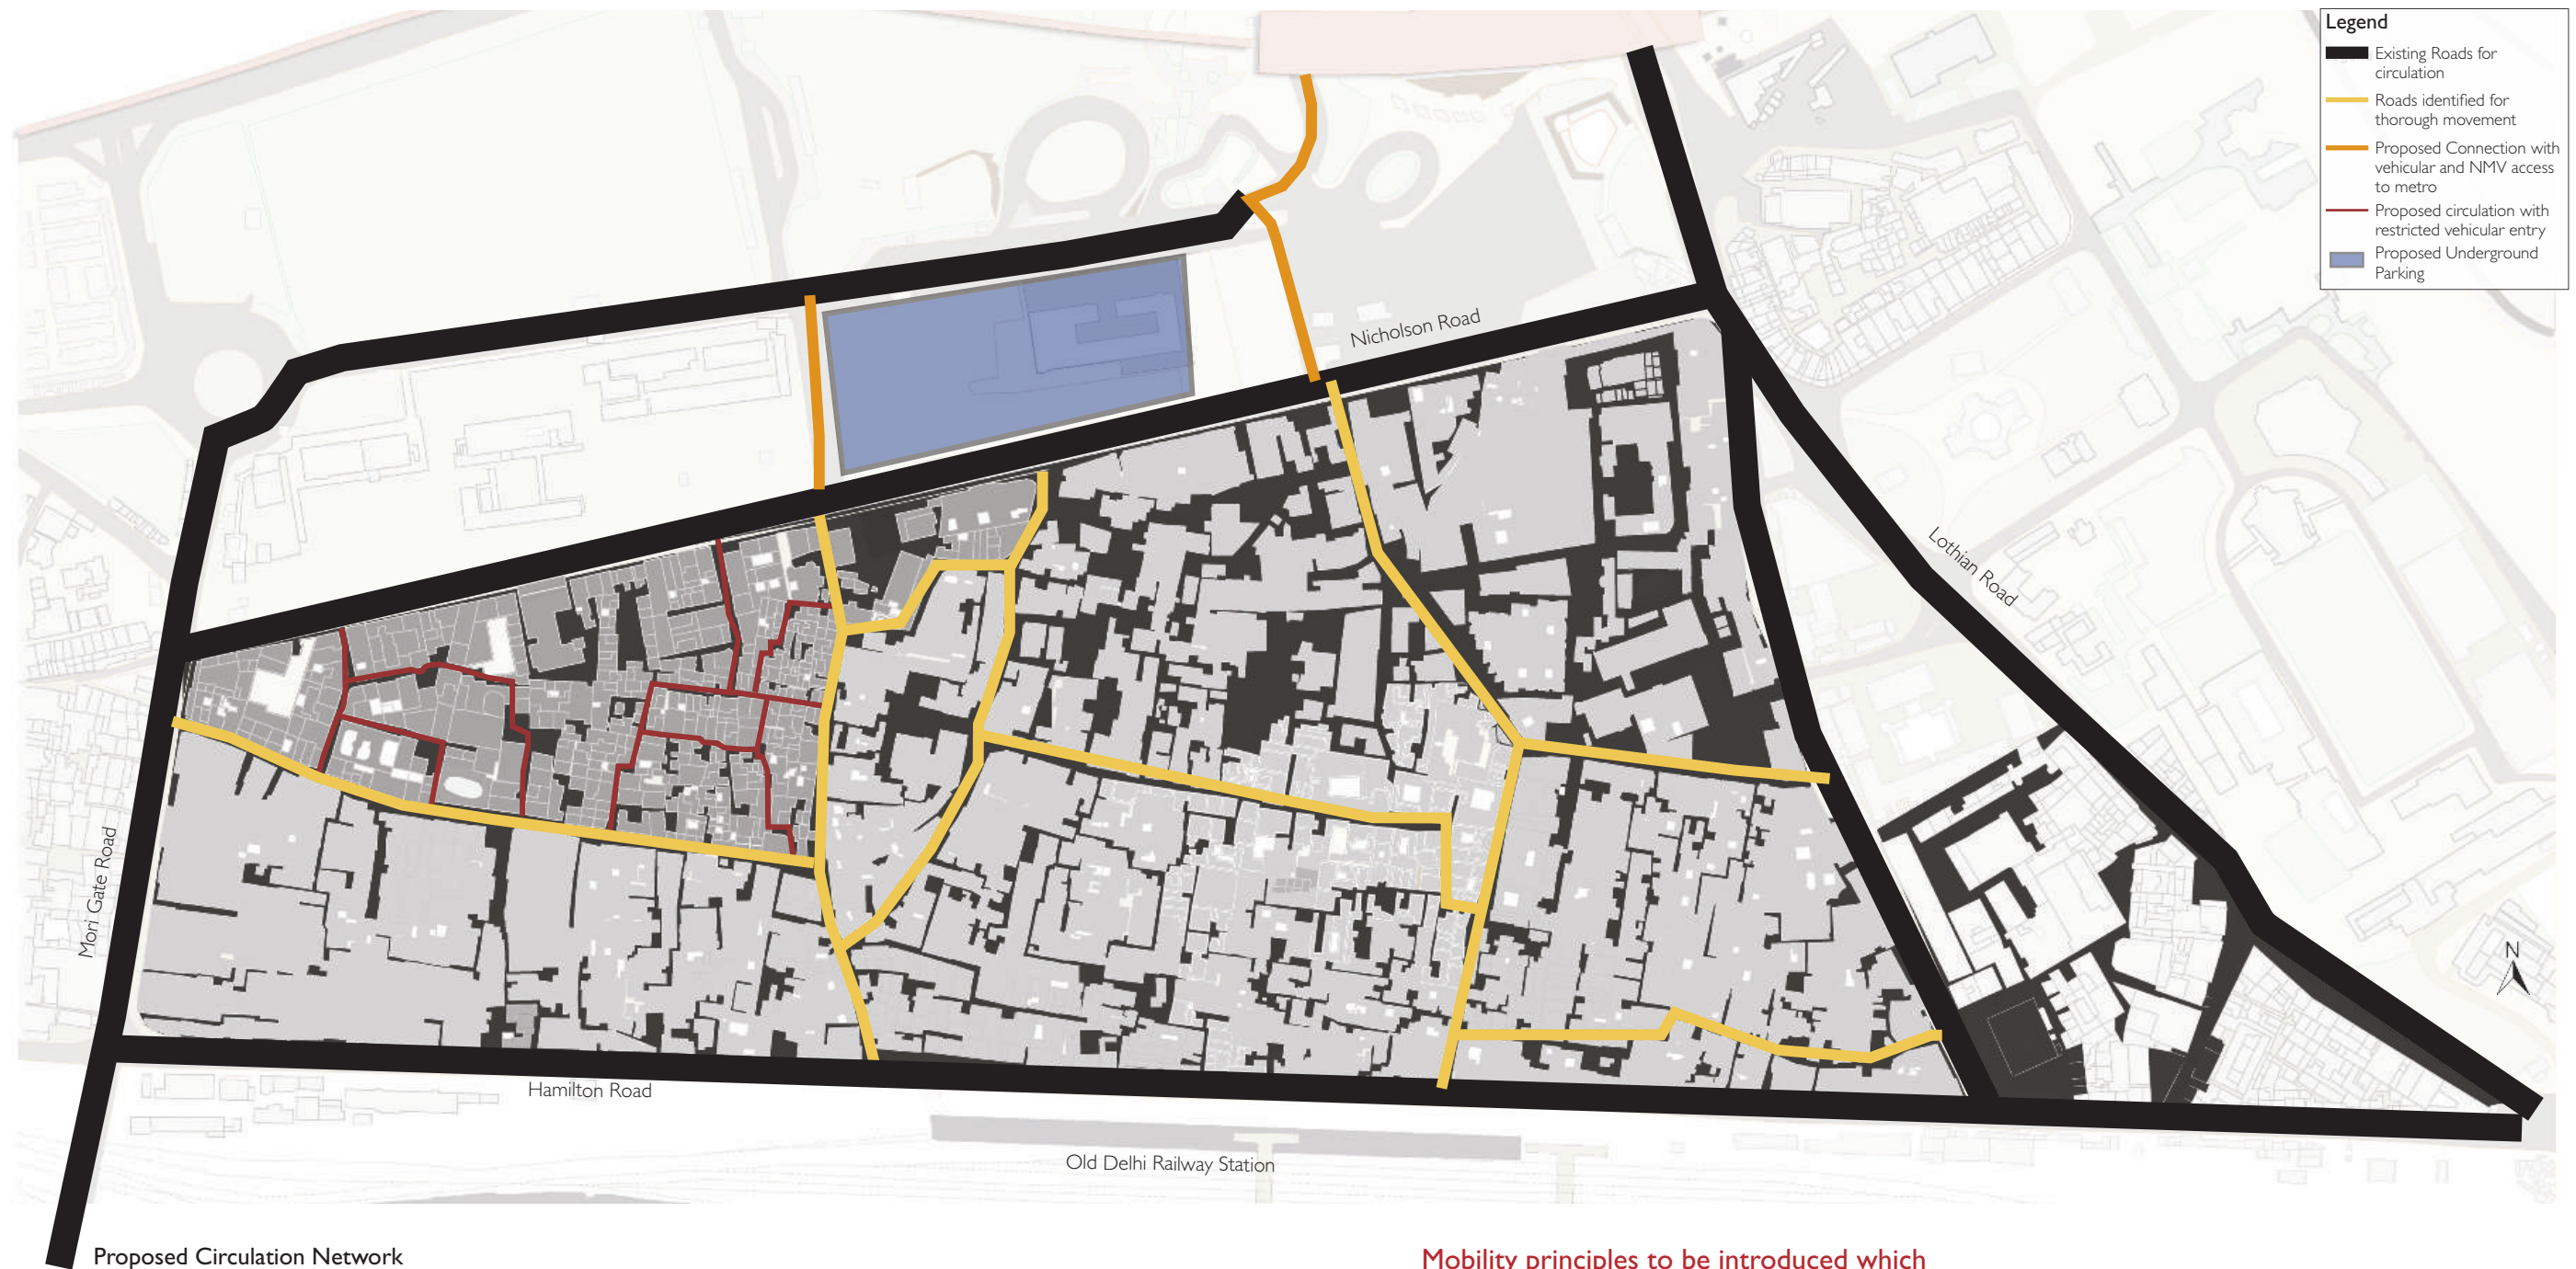 Legend
Existing Roads for
circulation
Roads identified for
thorough movement
Proposed Connection with
vehicular and NMV access
to metro
Proposed circulation with
restricted vehicular entry
Proposed Underground
Parking
Nicholson Road
Lothian Road
Mori Gate Road
N
Hamilton Road
Old Delhi Railway Station
Proposed Circulation Network
Mobility principles to be introduced which